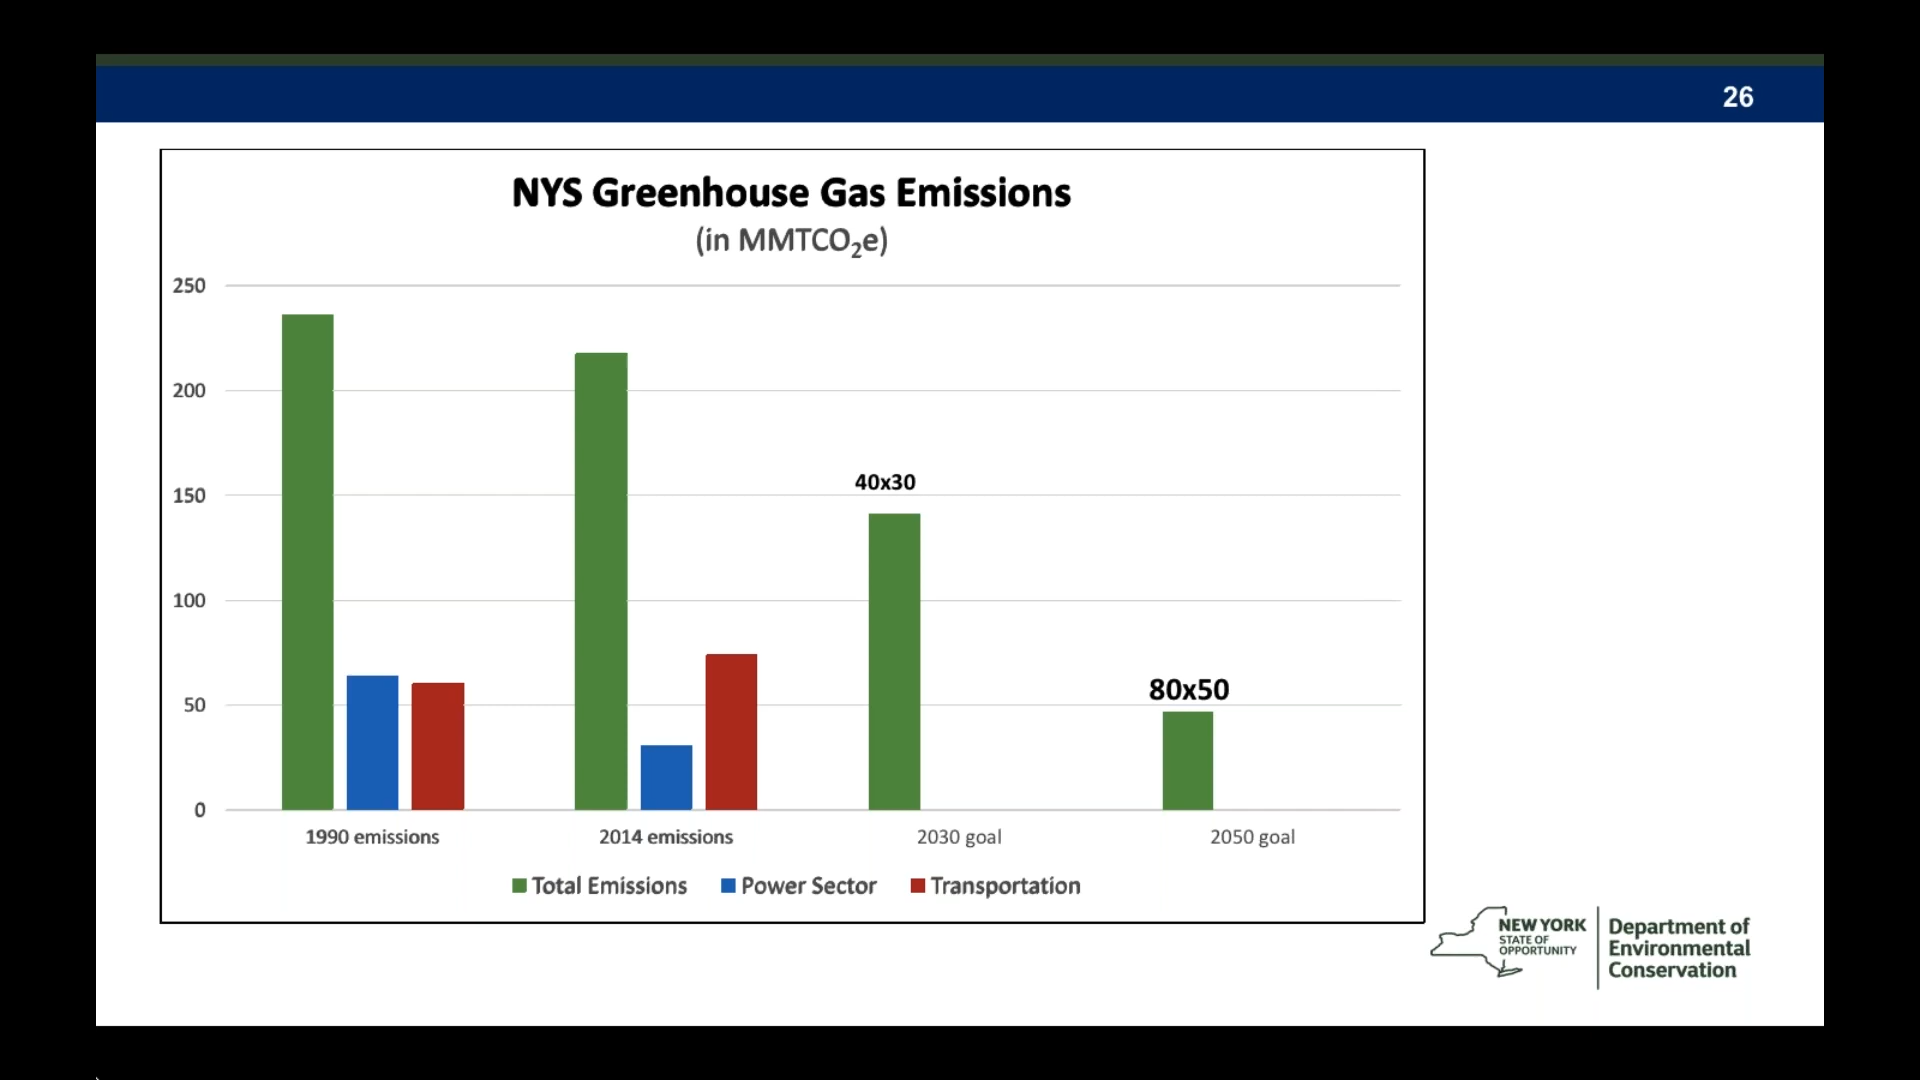 26
NYS Greenhouse Gas Emissions
(in MMTCO₂e)
250
200
150
100
50
0
40x30
80x50
1990 emissions
2014 emissions
2030 goal
2050 goal
Total Emissions
Power Sector
Transportation
NEW YORK
STATE OF
OPPORTUNITY
Department of
Environmental
Conservation